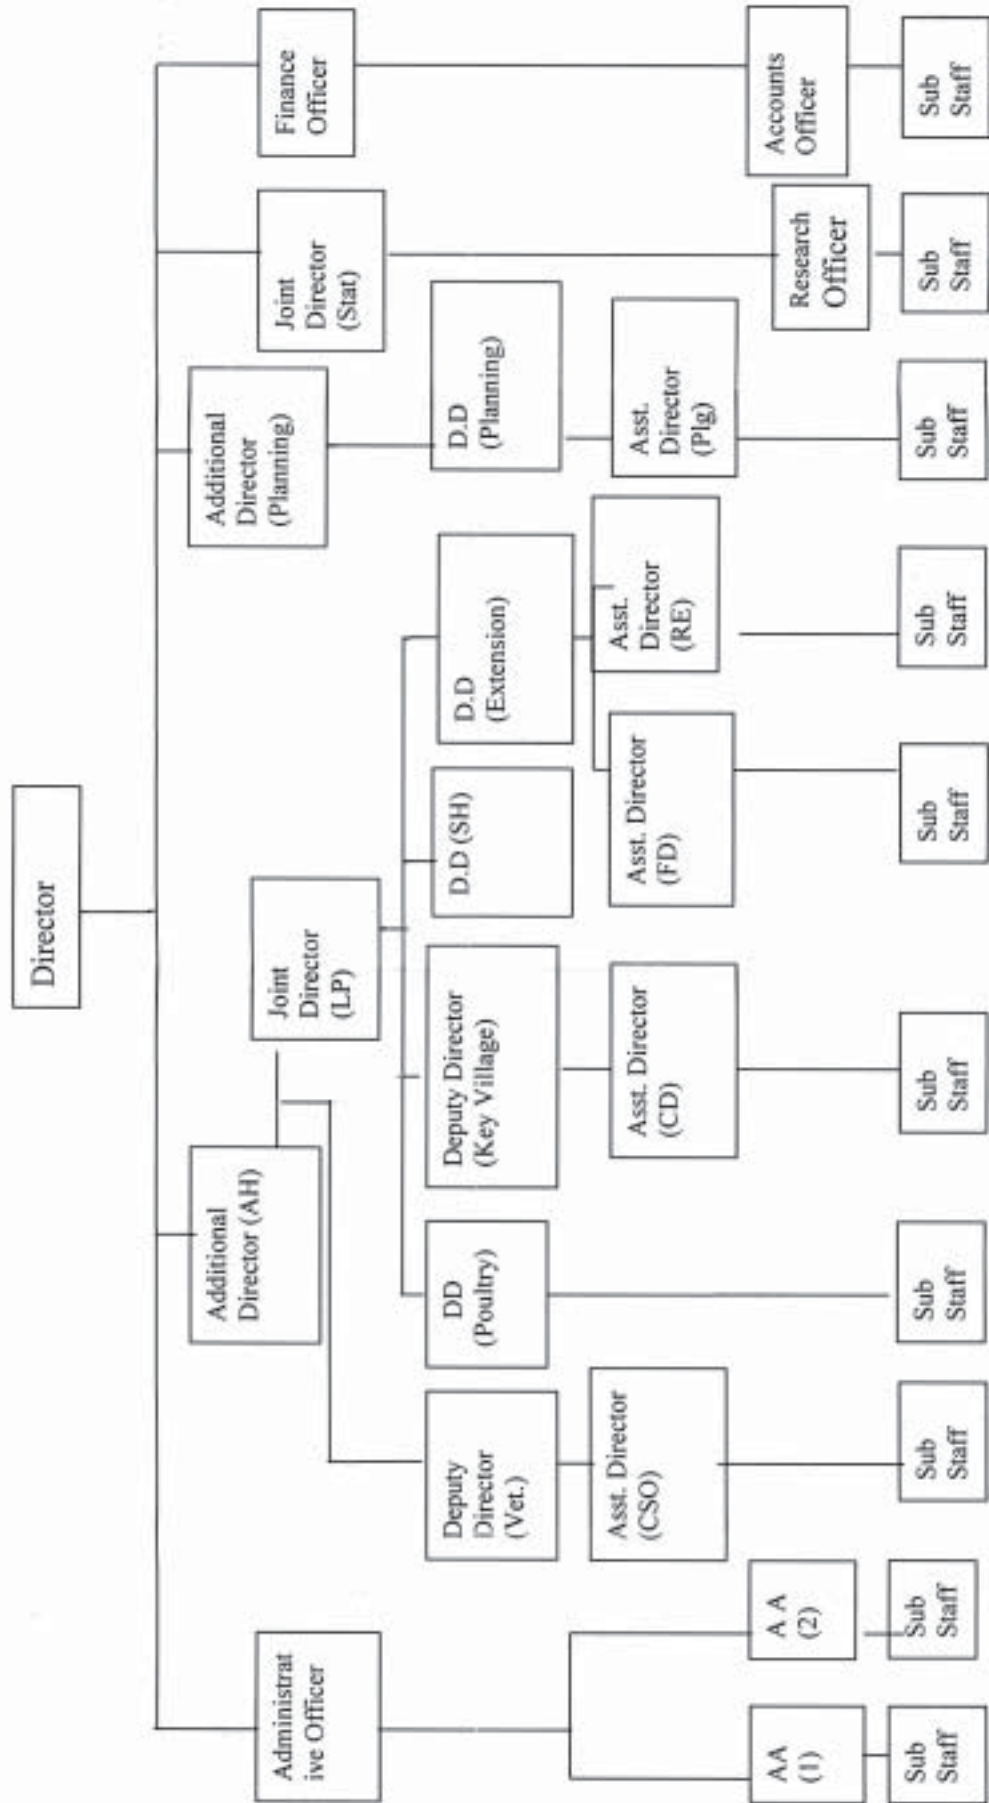 Director
Administrat
ive Officer
Additional
Director (AH)
Additional
Director
(Planning)
Joint
Director
(Stat)
Finance
Officer
Joint
Director
(LP)
Deputy
Director
(Vet.)
DD
(Poultry)
Deputy Director
(Key Village)
D.D (SH)
D.D
(Extension)
D.D
(Planning)
Asst. Director
(CSO)
Asst. Director
(CD)
Asst. Director
(FD)
Asst.
Director
(RE)
Asst.
Director
(Plg)
AA
(1)
A A
(2)
Research
Officer
Accounts
Officer
Sub
Staff
Sub
Staff
Sub
Staff
Sub
Staff
Sub
Staff
Sub
Staff
Sub
Staff
Sub
Staff
Sub
Staff
Sub
Staff